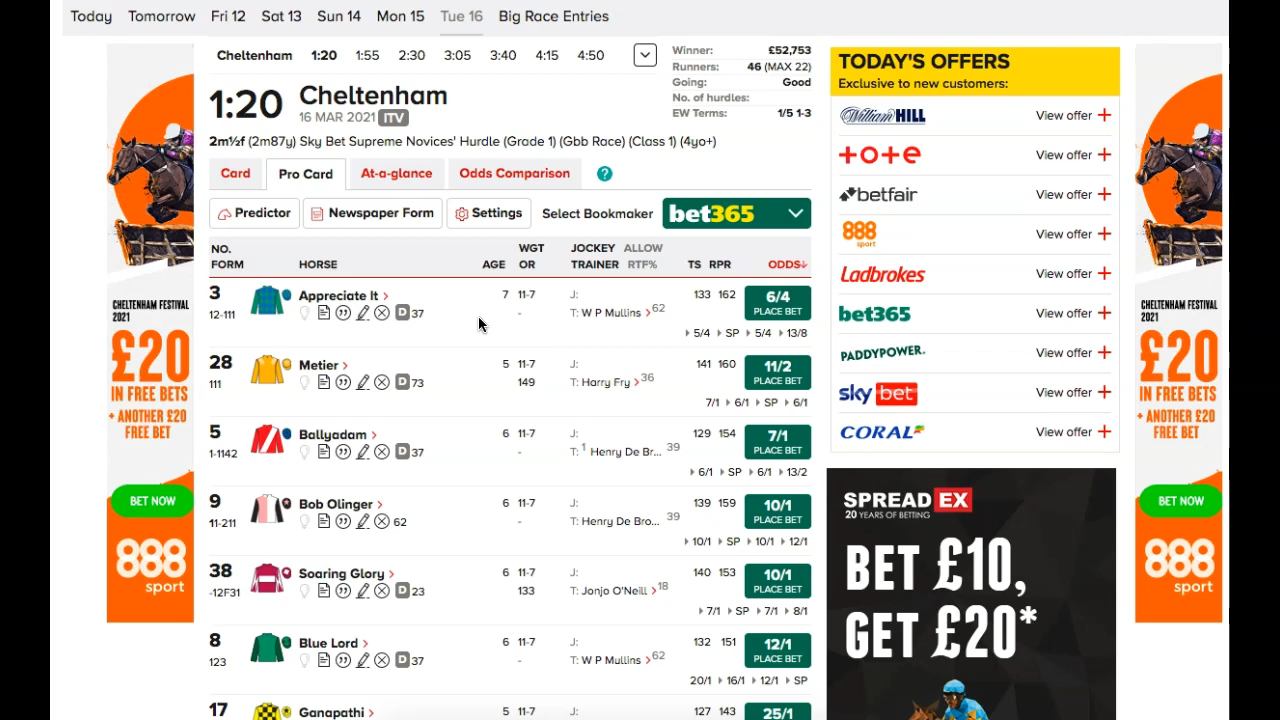 Today Tomorrow Fri 12 Sat 13 Sun 14 Mon 15 Tue 16 Big Race Entries
Cheltenham 1:20 1:55 2:30 3:05 3:40 4:15 4:50
Winner: £52,753
Runners: 46 (MAX 22)
Going: Good
No. of hurdles:
EW Terms: 1/5 1-3
1:20 Cheltenham
16 MAR 2021 ITV
2m½f (2m87y) Sky Bet Supreme Novices' Hurdle (Grade 1) (Gbb Race) (Class 1) (4yo+)
Card Pro Card At-a-glance Odds Comparison ?
Predictor Newspaper Form Settings Select Bookmaker bet365
NO. WGT JOCKEY ALLOW
FORM HORSE AGE OR TRAINER RTF% TS RPR ODDS
3 Appreciate It 7 11-7 J: 133 162 6/4
12-111 D 37 - T: W P Mullins 62 PLACE BET
5/4 SP 5/4 13/8
28 Metier 5 11-7 J: 141 160 11/2
111 D 73 149 T: Harry Fry 36 PLACE BET
7/1 6/1 SP 6/1
5 Ballyadam 6 11-7 J: 129 154 7/1
1-1142 D 37 - T: 1 Henry De Br... 39 PLACE BET
6/1 SP 6/1 13/2
9 Bob Olinger 6 11-7 J: 139 159 10/1
11-211 62 - T: Henry De Bro... 39 PLACE BET
10/1 SP 10/1 12/1
38 Soaring Glory 6 11-7 J: 140 153 10/1
-12F31 D 23 133 T: Jonjo O'Neill 18 PLACE BET
7/1 SP 7/1 8/1
8 Blue Lord 6 11-7 J: 132 151 12/1
123 D 37 - T: W P Mullins 62 PLACE BET
20/1 16/1 12/1 SP
17 Ganapathi 5 11-7 J: 127 143 25/1
TODAY'S OFFERS
Exclusive to new customers:
William HILL View offer +
tote View offer +
betfair View offer +
888 sport View offer +
Ladbrokes View offer +
bet365 View offer +
PADDYPOWER. View offer +
sky bet View offer +
CORAL View offer +
SPREADEX
20 YEARS OF BETTING
BET £10,
GET £20*
CHELTENHAM FESTIVAL
2021
£20
IN FREE BETS
+ ANOTHER £20
FREE BET
BET NOW
888
sport
CHELTENHAM FESTIVAL
2021
£20
IN FREE BETS
+ ANOTHER £20
FREE BET
BET NOW
888
sport